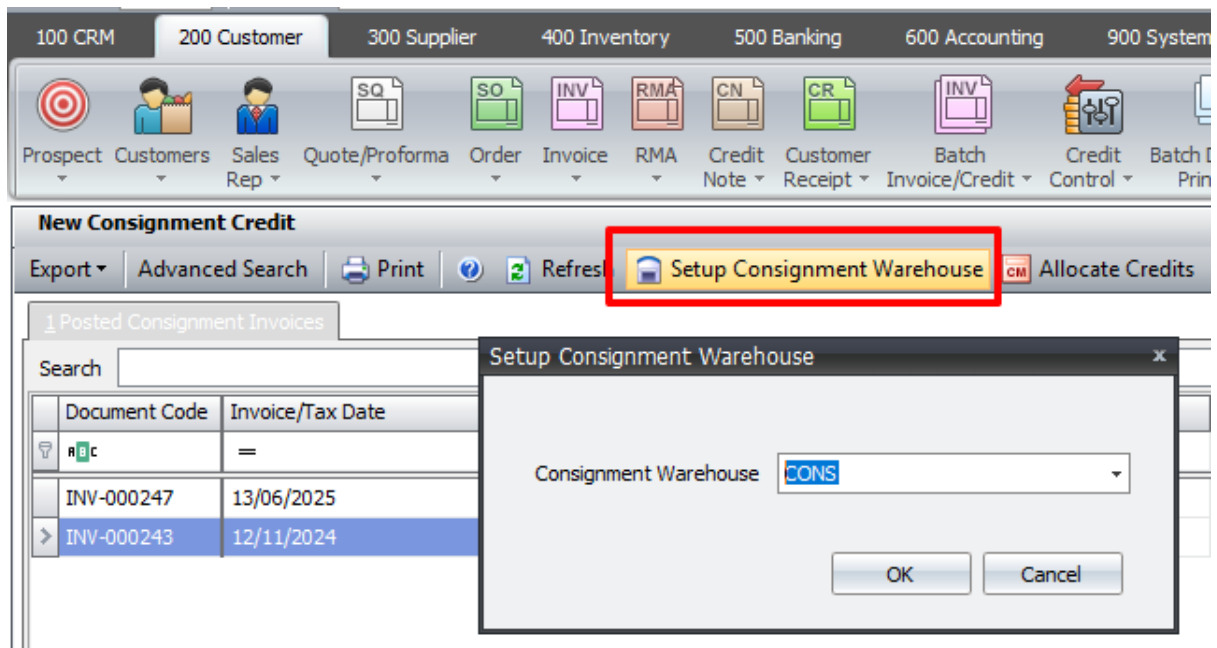 100 CRM 200 Customer 300 Supplier 400 Inventory 500 Banking 600 Accounting 900 System
SQ SO INV RMA CN CR INV
Prospect Customers Sales Rep Quote/Proforma Order Invoice RMA Credit Note Customer Receipt Batch Invoice/Credit Credit Control Batch
New Consignment Credit
Export Advanced Search Print Refresh Setup Consignment Warehouse CM Allocate Credits
1 Posted Consignment Invoices
Search
Setup Consignment Warehouse x
Document Code Invoice/Tax Date
ABC =
Consignment Warehouse CONS
INV-000247 13/06/2025
INV-000243 12/11/2024
OK Cancel